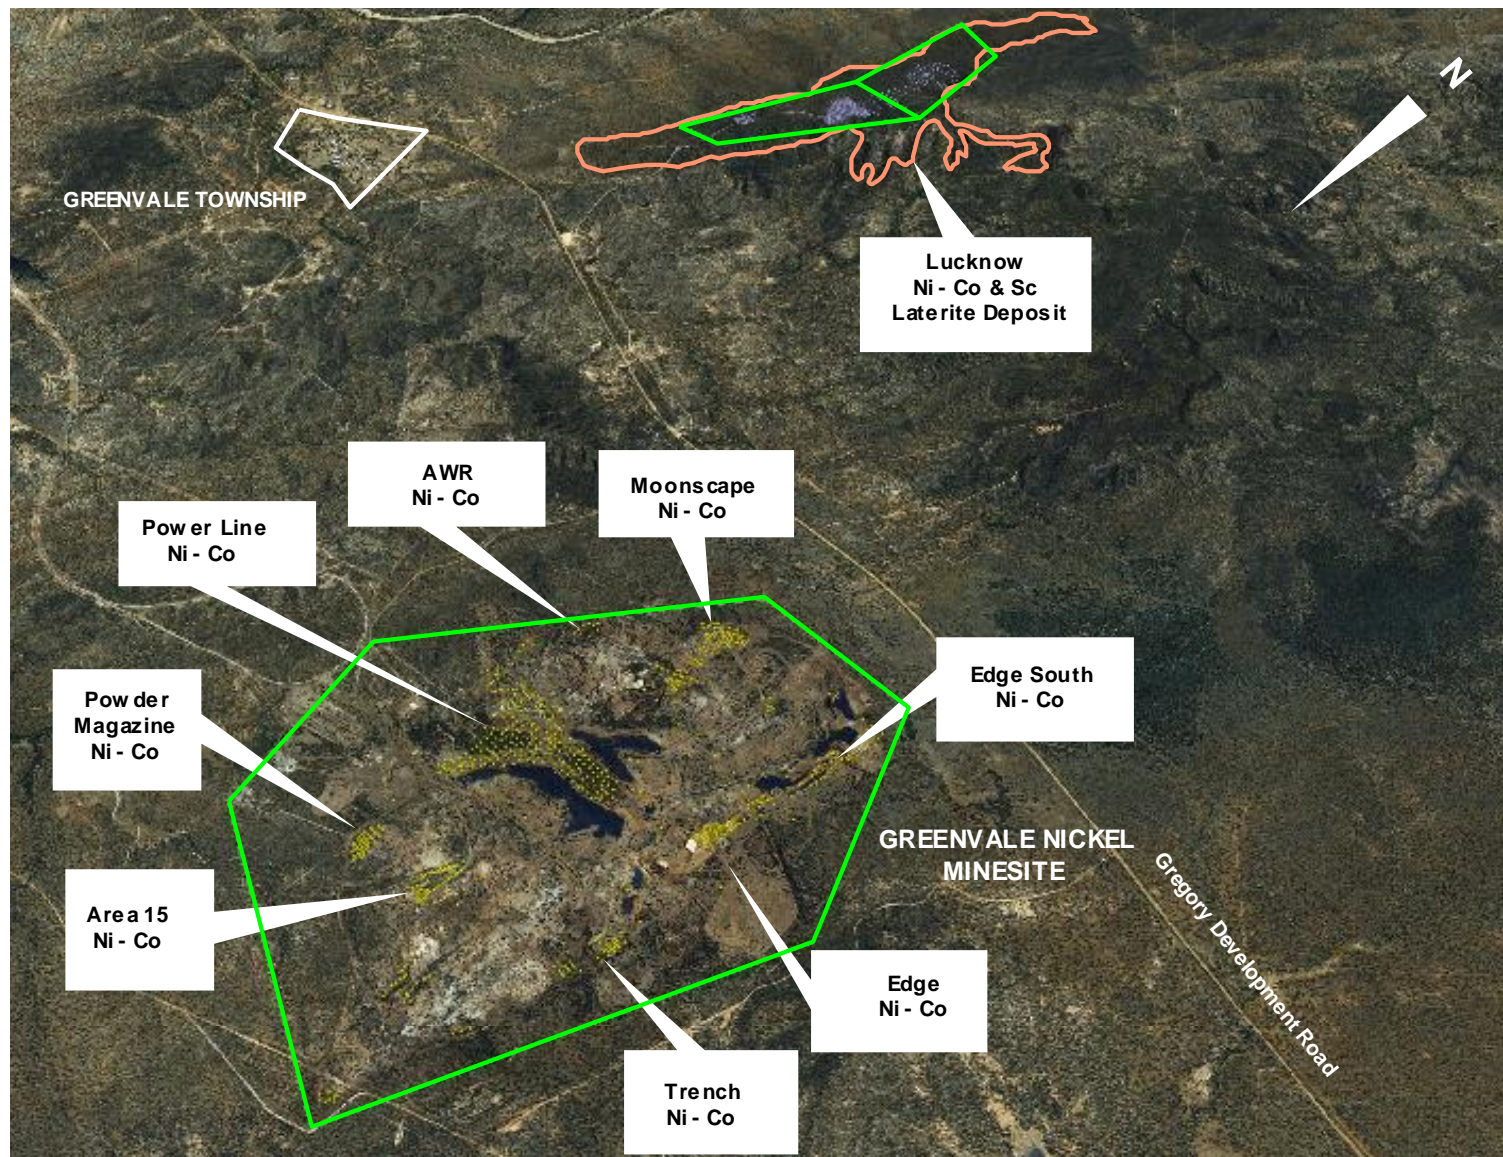 N
GREENVALE TOWNSHIP
Lucknow
Ni - Co & Sc
Laterite Deposit
AWR
Ni - Co
Moonscape
Ni - Co
Power Line
Ni - Co
Edge South
Ni - Co
Powder
Magazine
Ni - Co
GREENVALE NICKEL
MINESITE
Gregory Development Road
Area 15
Ni - Co
Edge
Ni - Co
Trench
Ni - Co